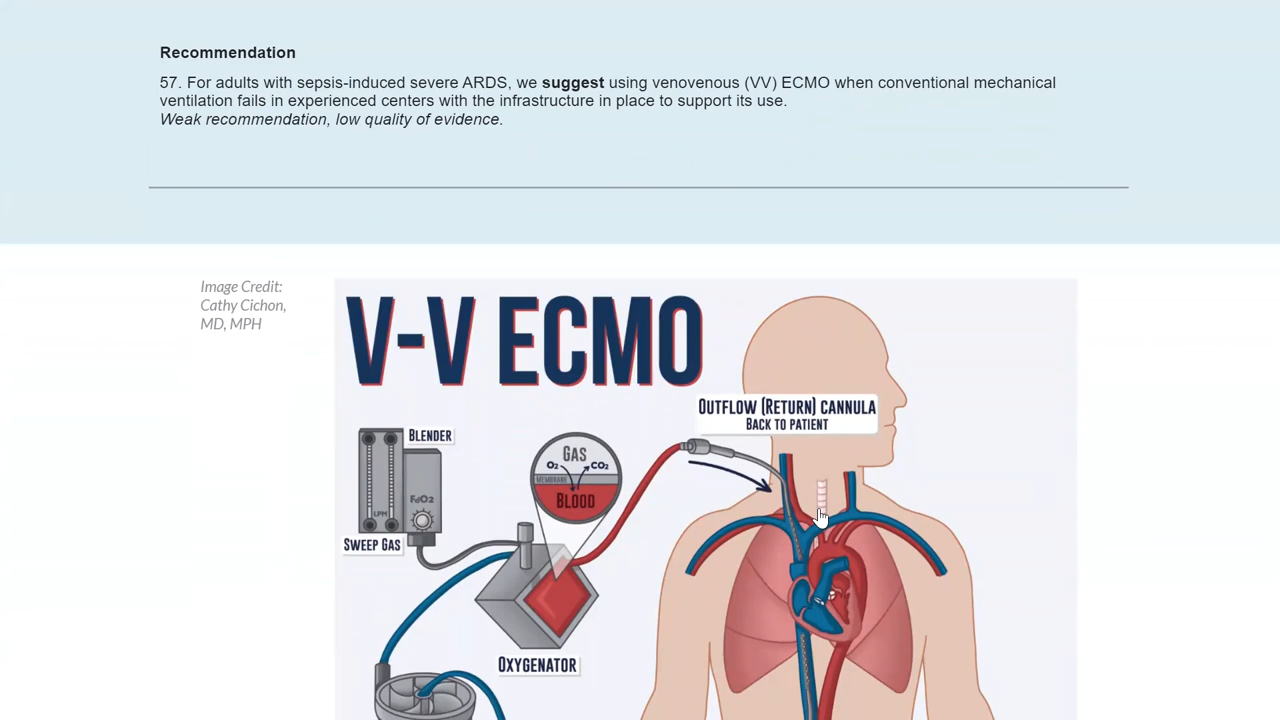 Recommendation
57. For adults with sepsis-induced severe ARDS, we suggest using venovenous (VV) ECMO when conventional mechanical
ventilation fails in experienced centers with the infrastructure in place to support its use.
Weak recommendation, low quality of evidence.
Image Credit:
Cathy Cichon,
MD, MPH
V-V ECMO
OUTFLOW (RETURN) CANNULA
BACK TO PATIENT
BLENDER
GAS
O2 CO2
MEMBRANE
BLOOD
FdO2
LPM
SWEEP GAS
OXYGENATOR